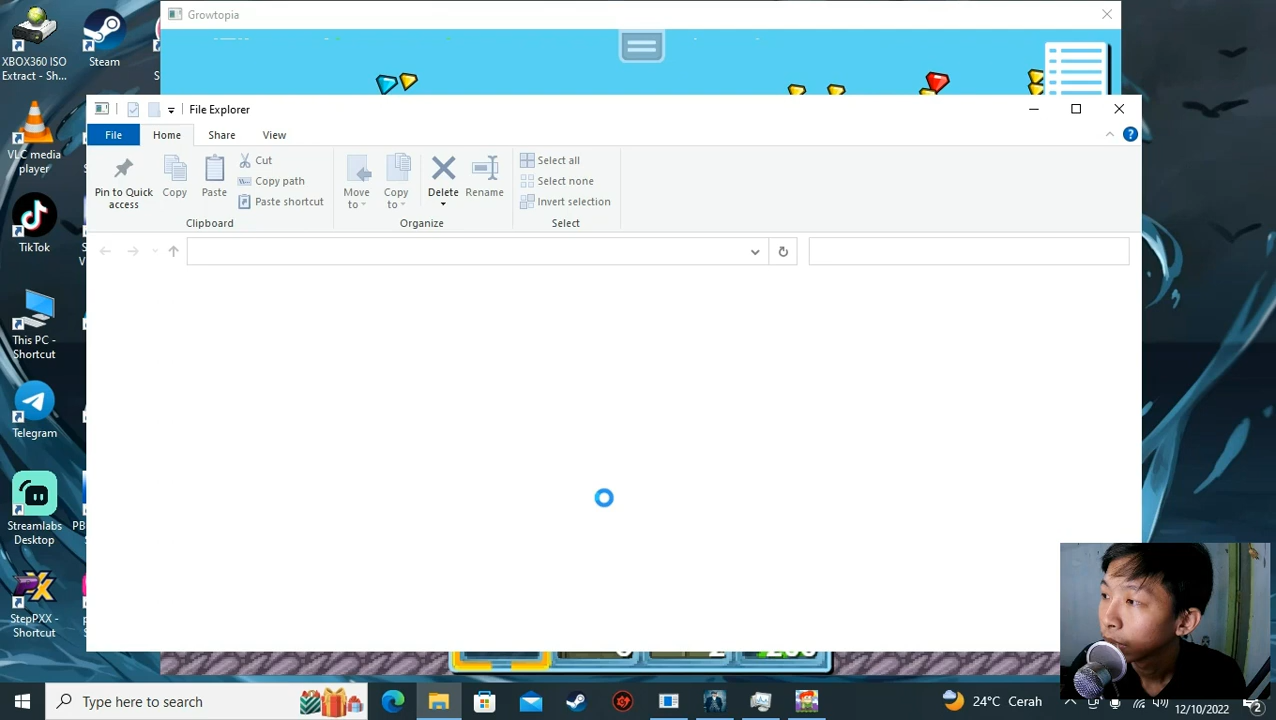 Growtopia
XBOX360 ISO
Extract - Sh...
Steam
S
VLC media
player
TikTok
This PC -
Shortcut
Telegram
Streamlabs
Desktop
PB
StepPXX -
Shortcut
File Explorer
File
Home
Share
View
Pin to Quick
access
Copy
Paste
Cut
Copy path
Paste shortcut
Clipboard
Move
to
Copy
to
Delete
Rename
Organize
Select all
Select none
Invert selection
Select
Type here to search
24°C Cerah
12/10/2022
2